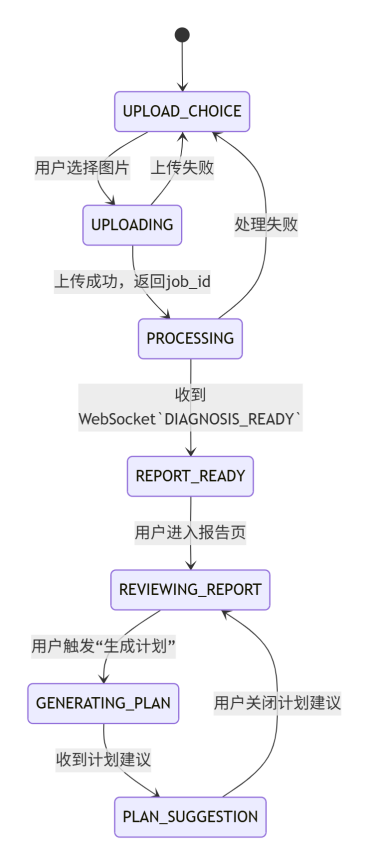 UPLOAD_CHOICE
用户选择图片
上传失败
UPLOADING
处理失败
上传成功，返回job_id
PROCESSING
收到
WebSocket`DIAGNOSIS_READY`
REPORT_READY
用户进入报告页
REVIEWING_REPORT
用户触发“生成计划”
GENERATING_PLAN
用户关闭计划建议
收到计划建议
PLAN_SUGGESTION